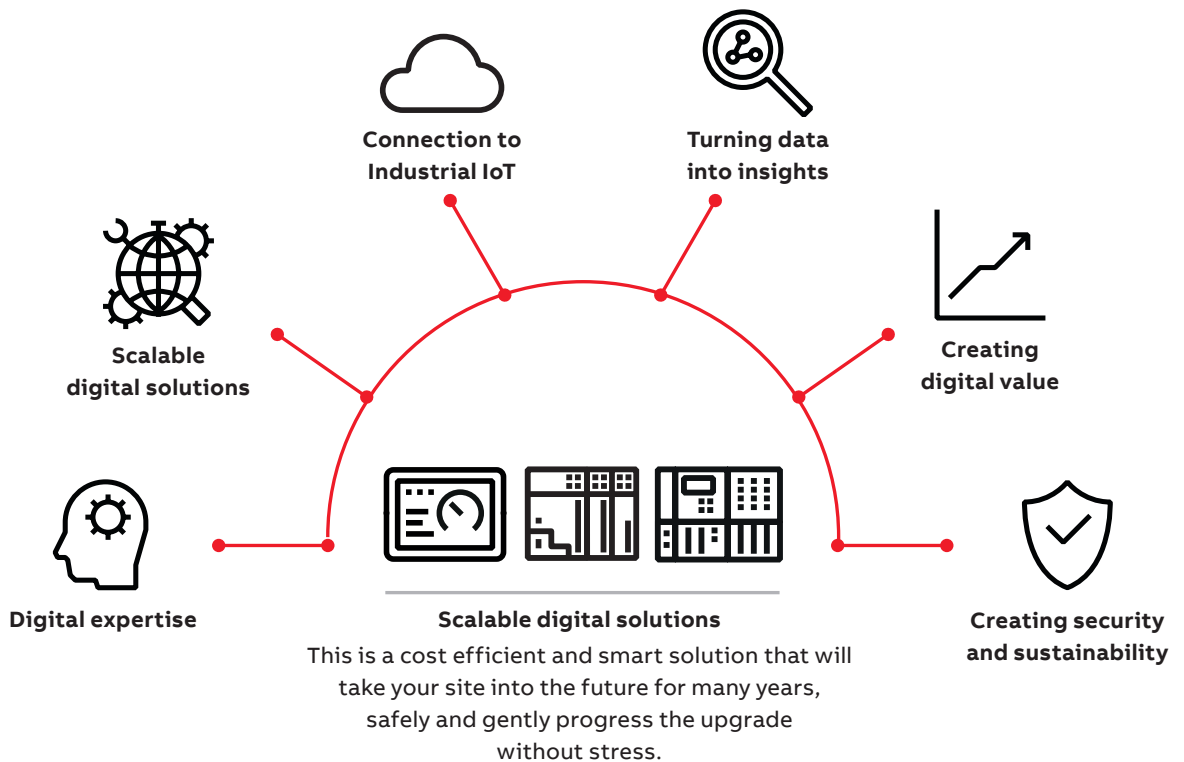 Connection to
Industrial IoT
Turning data
into insights
Scalable
digital solutions
Creating
digital value
Digital expertise
Scalable digital solutions
This is a cost efficient and smart solution that will
take your site into the future for many years,
safely and gently progress the upgrade
without stress.
Creating security
and sustainability